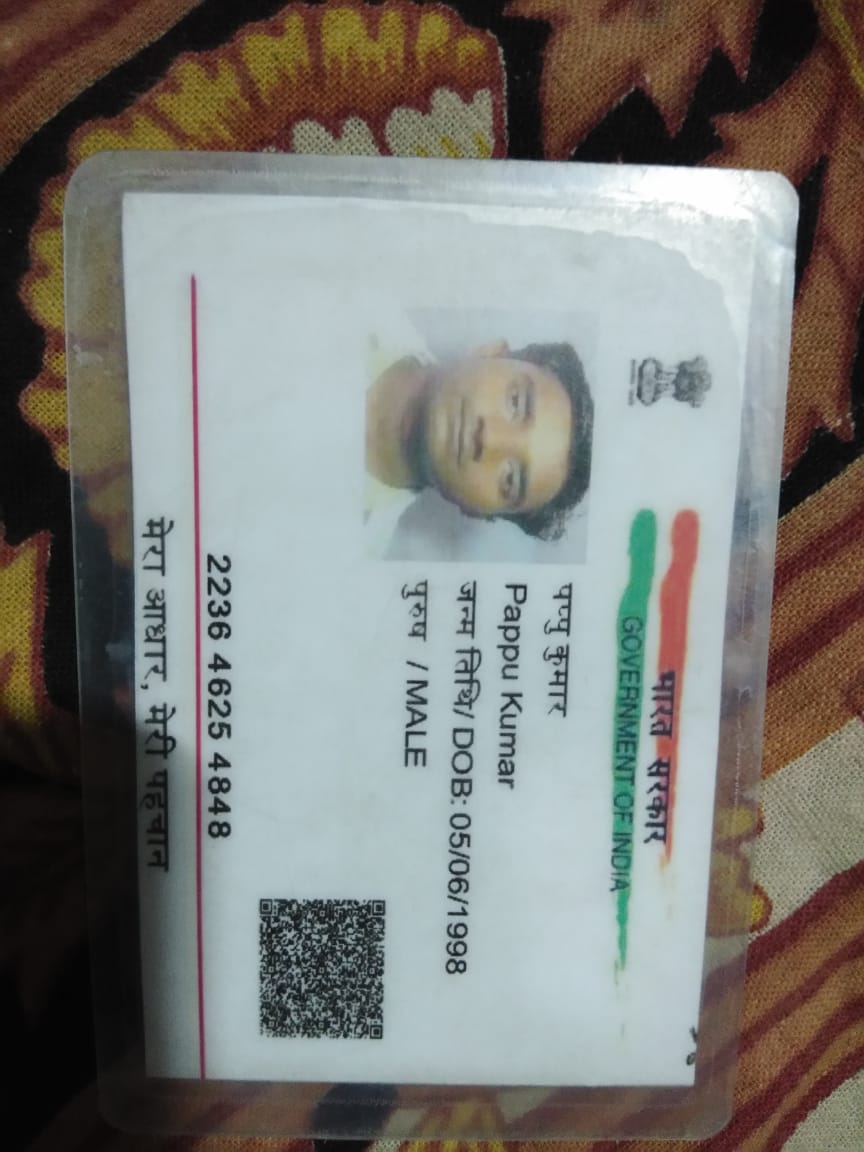 भारत सरकार
GOVERNMENT OF INDIA
पप्पु कुमार
Pappu Kumar
जन्म तिथि/ DOB: 05/06/1998
पुरुष / MALE
2236 4625 4848
मेरा आधार, मेरी पहचान